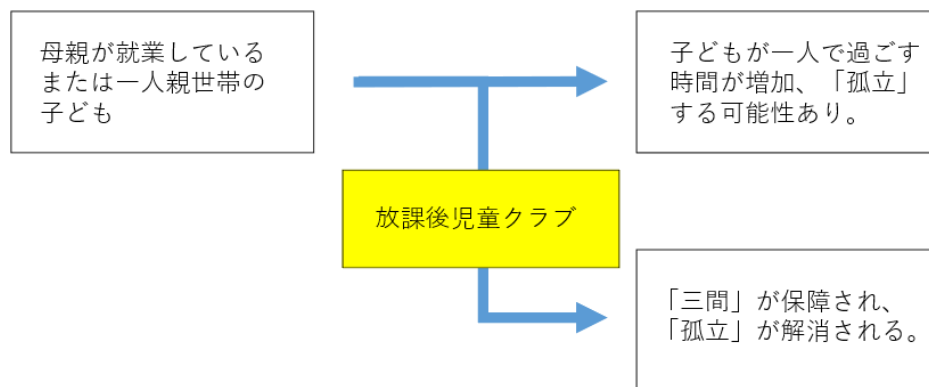 母親が就業している
または一人親世帯の
子ども
子どもが一人で過ごす
時間が増加、「孤立」
する可能性あり。
放課後児童クラブ
「三間」が保障され、
「孤立」が解消される。